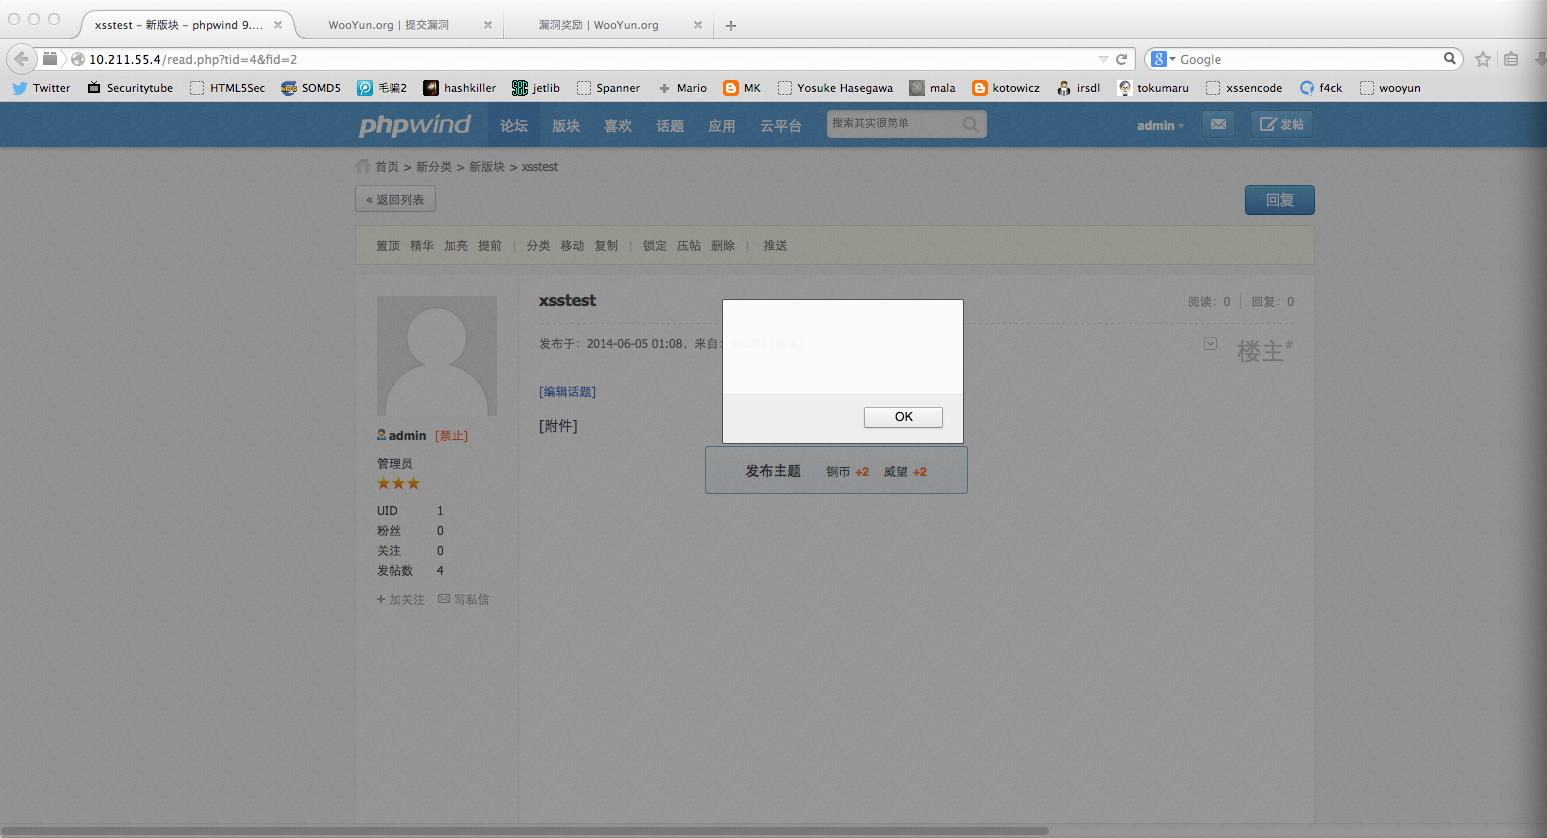 xsstest – 新版块 – phpwind 9....
WooYun.org | 提交漏洞
漏洞奖励 | WooYun.org
10.211.55.4/read.php?tid=4&fid=2
Google
Twitter Securitytube HTML5Sec SOMD5 毛骗2 hashkiller jetlib Spanner Mario MK Yosuke Hasegawa mala kotowicz irsdl tokumaru xssencode f4ck wooyun
phpwind 论坛 版块 喜欢 话题 应用 云平台 搜索其实很简单 admin 发帖
首页 > 新分类 > 新版块 > xsstest
« 返回列表
回复
置顶 精华 加亮 提前 | 分类 移动 复制 | 锁定 压帖 删除 | 推送
xsstest
阅读: 0 | 回复: 0
发布于: 2014-06-05 01:08, 来自:
楼主#
[编辑话题]
[附件]
OK
发布主题 铜币 +2 威望 +2
admin [禁止]
管理员
UID 1
粉丝 0
关注 0
发帖数 4
加关注 写私信